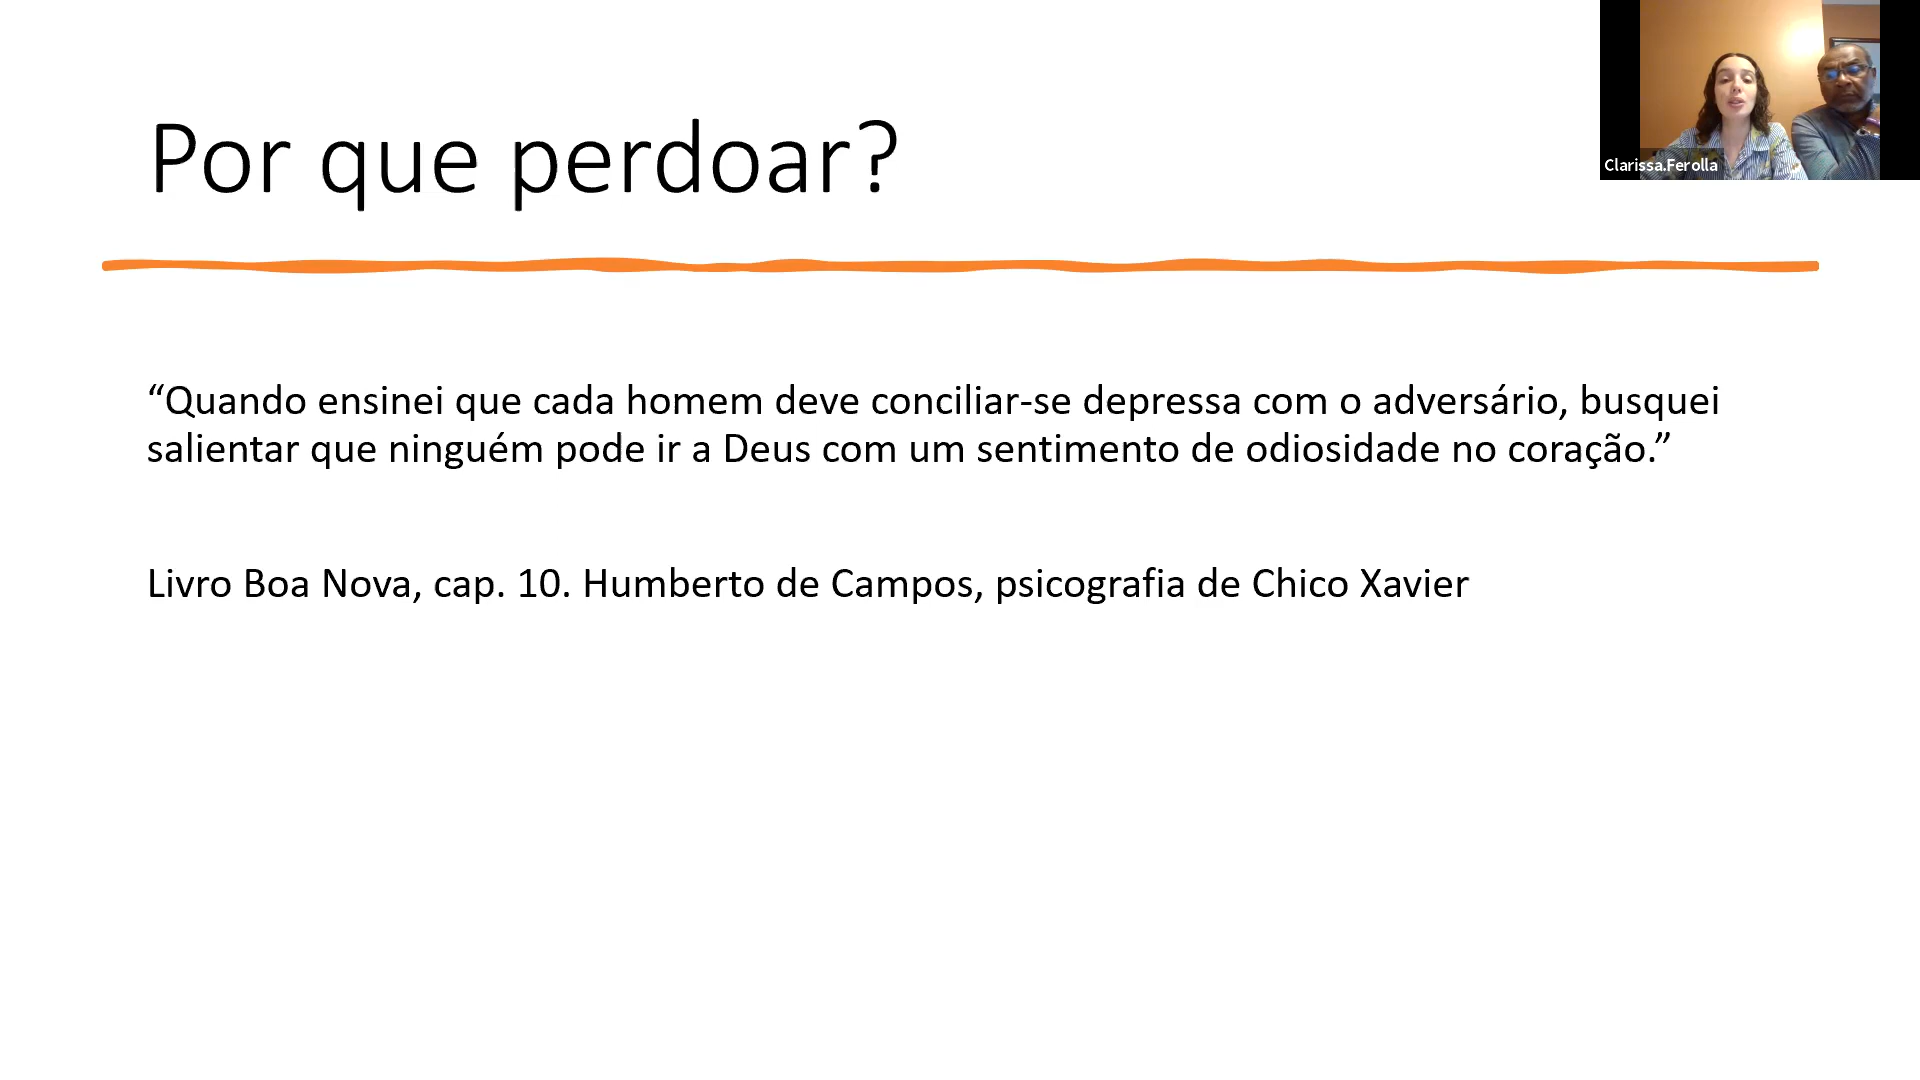 Por que perdoar?
Clarissa.Ferolla
“Quando ensinei que cada homem deve conciliar-se depressa com o adversário, busquei
salientar que ninguém pode ir a Deus com um sentimento de odiosidade no coração.”
Livro Boa Nova, cap. 10. Humberto de Campos, psicografia de Chico Xavier